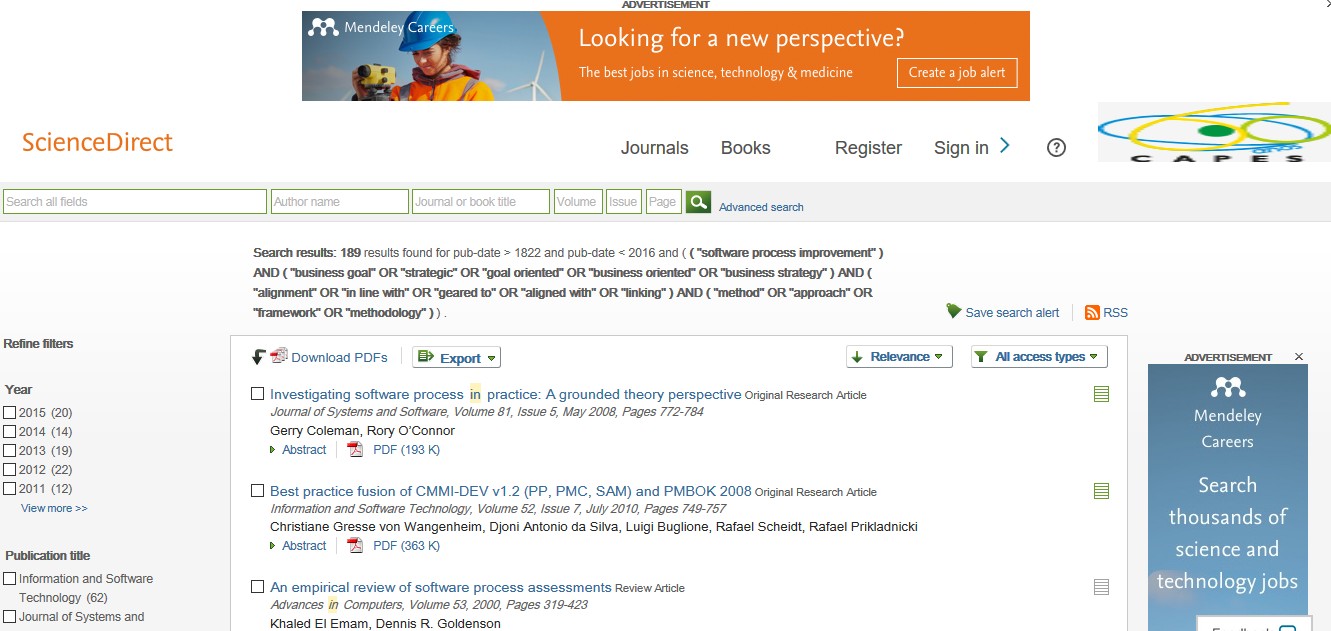 ADVERTISEMENT
Mendeley Careers
Looking for a new perspective?
The best jobs in science, technology & medicine
Create a job alert
ScienceDirect
Journals
Books
Register
Sign in
?
CAPES
Search all fields
Author name
Journal or book title
Volume
Issue
Page
Advanced search
Search results: 189 results found for pub-date > 1822 and pub-date < 2016 and ( ( "software process improvement" )
AND ( "business goal" OR "strategic" OR "goal oriented" OR "business oriented" OR "business strategy" ) AND (
"alignment" OR "in line with" OR "geared to" OR "aligned with" OR "linking" ) AND ( "method" OR "approach" OR
"framework" OR "methodology" ) ) .
Save search alert
RSS
Refine filters
Year
2015 (20)
2014 (14)
2013 (19)
2012 (22)
2011 (12)
View more >>
Publication title
Information and Software
Technology (62)
Journal of Systems and
Download PDFs
Export
Relevance
All access types
Investigating software process in practice: A grounded theory perspective Original Research Article
Journal of Systems and Software, Volume 81, Issue 5, May 2008, Pages 772-784
Gerry Coleman, Rory O'Connor
Abstract
PDF (193 K)
Best practice fusion of CMMI-DEV v1.2 (PP, PMC, SAM) and PMBOK 2008 Original Research Article
Information and Software Technology, Volume 52, Issue 7, July 2010, Pages 749-757
Christiane Gresse von Wangenheim, Djoni Antonio da Silva, Luigi Buglione, Rafael Scheidt, Rafael Prikladnicki
Abstract
PDF (363 K)
An empirical review of software process assessments Review Article
Advances in Computers, Volume 53, 2000, Pages 319-423
Khaled El Emam, Dennis R. Goldenson
ADVERTISEMENT
Mendeley
Careers
Search
thousands of
science and
technology jobs